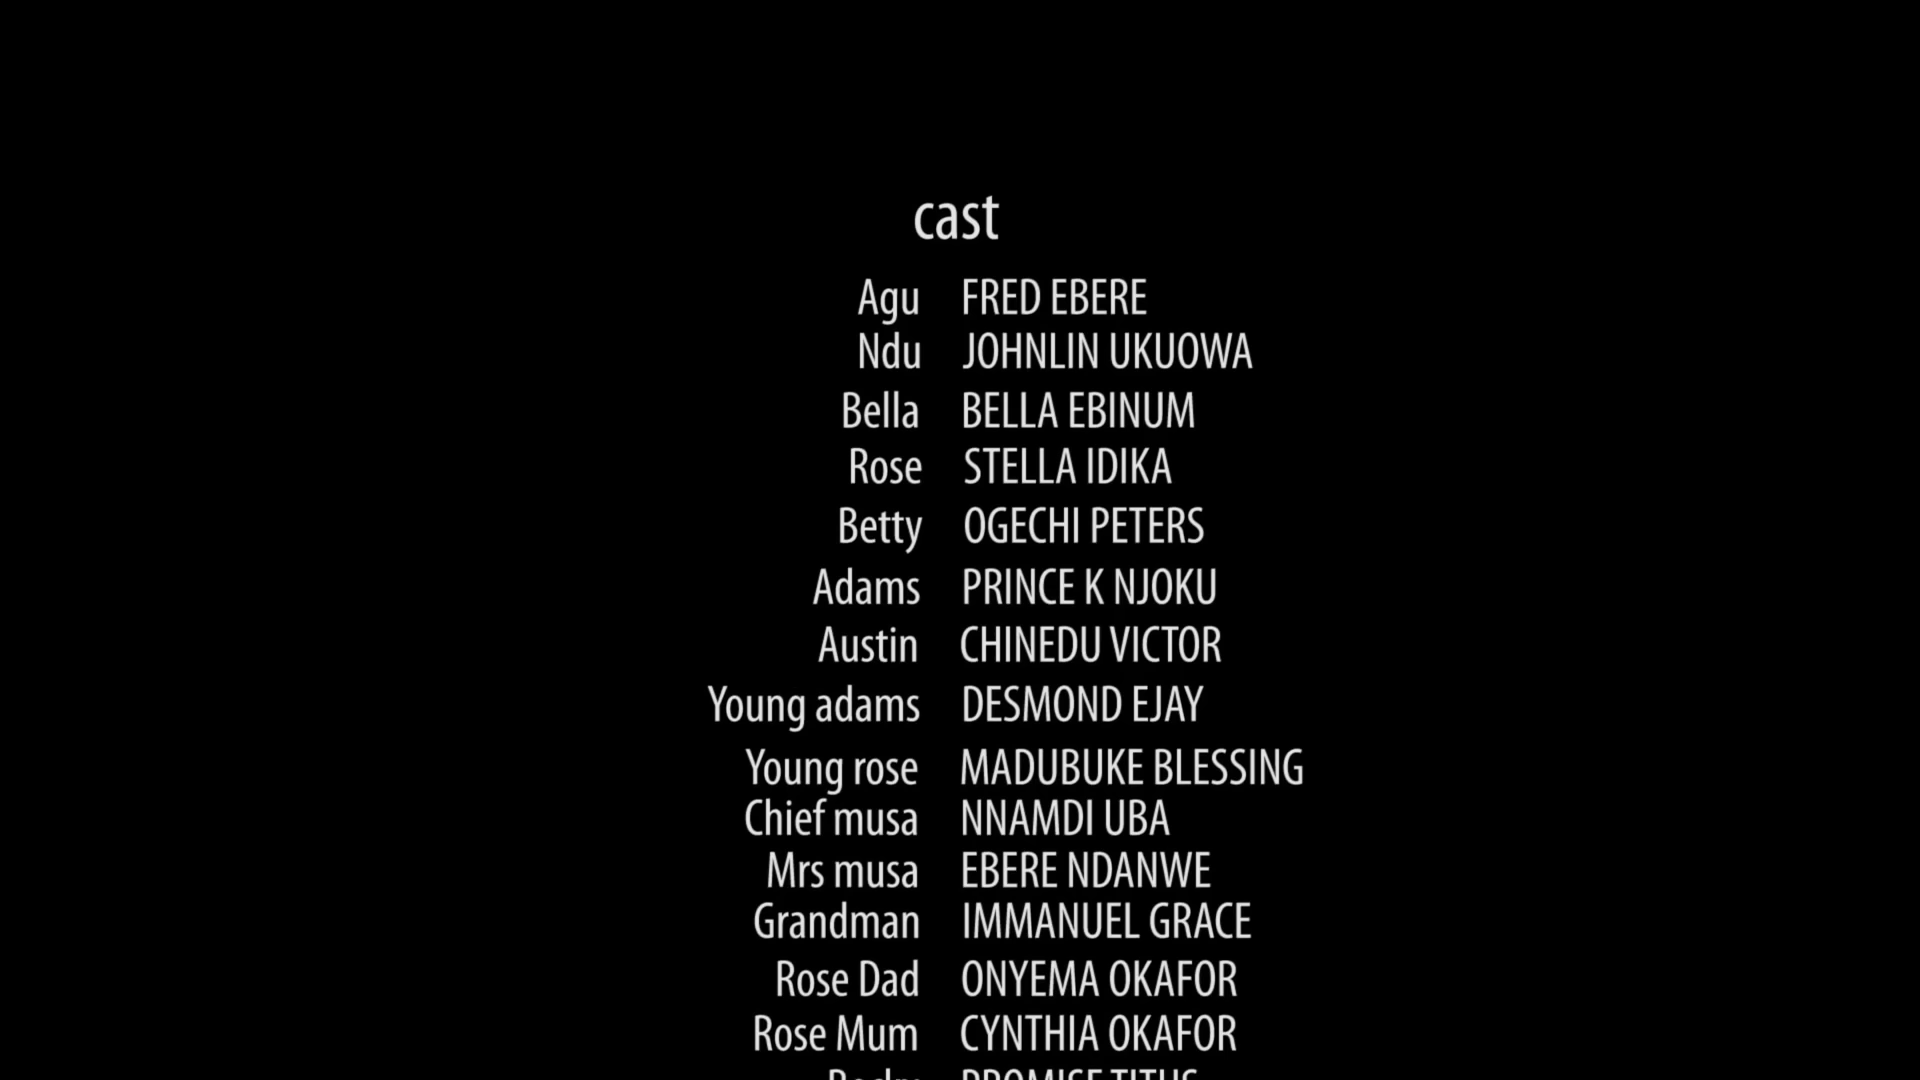 cast
Agu FRED EBERE
Ndu JOHNLIN UKUOWA
Bella BELLA EBINUM
Rose STELLA IDIKA
Betty OGECHI PETERS
Adams PRINCE K NJOKU
Austin CHINEDU VICTOR
Young adams DESMOND EJAY
Young rose MADUBUKE BLESSING
Chief musa NNAMDI UBA
Mrs musa EBERE NDANWE
Grandman IMMANUEL GRACE
Rose Dad ONYEMA OKAFOR
Rose Mum CYNTHIA OKAFOR
PROMISE TITUS